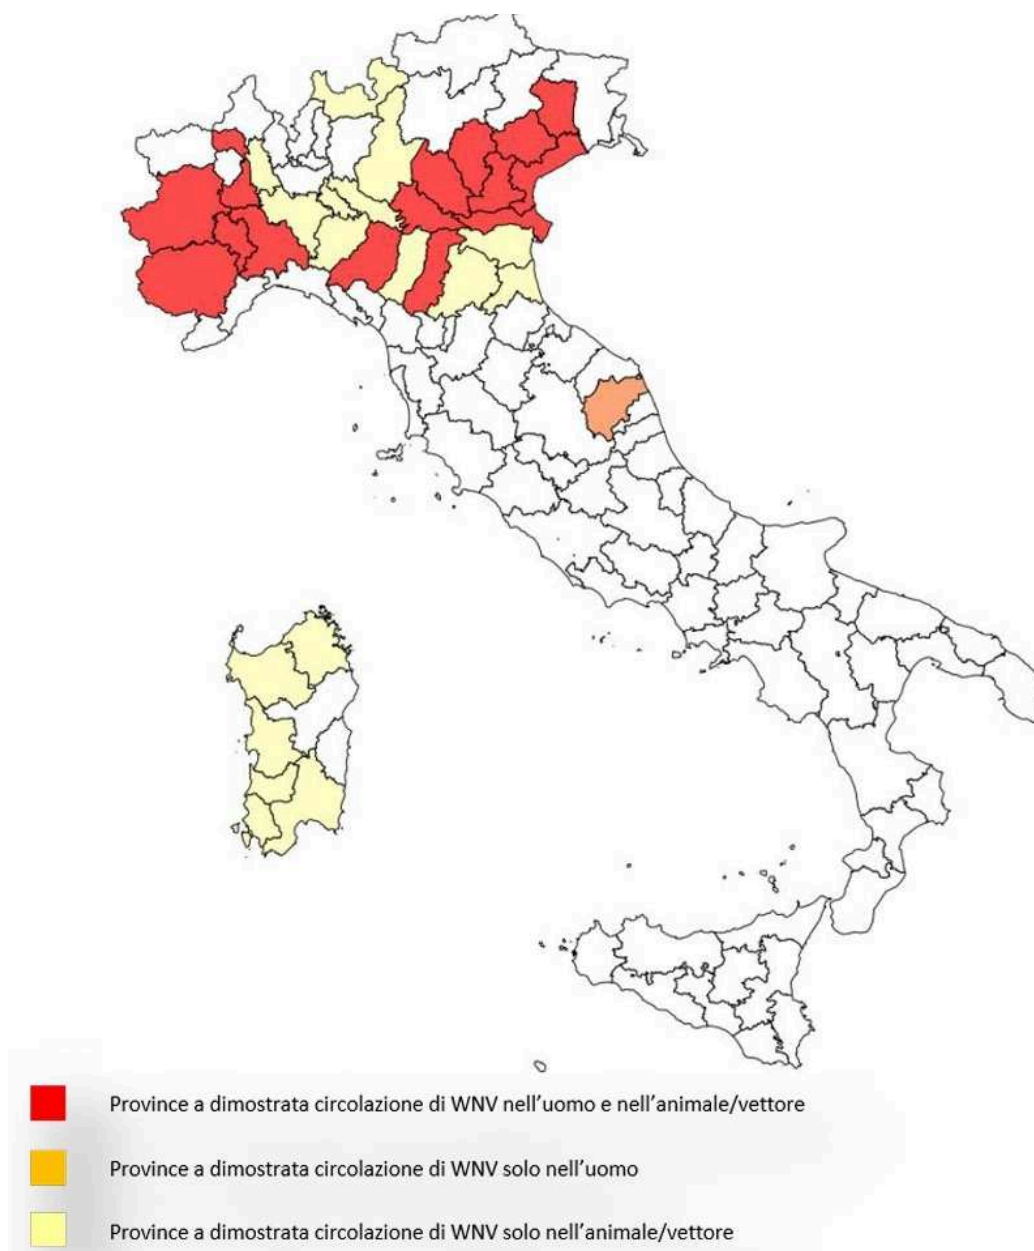 Province a dimostrata circolazione di WNV nell'uomo e nell'animale/vettore
Province a dimostrata circolazione di WNV solo nell'uomo
Province a dimostrata circolazione di WNV solo nell'animale/vettore